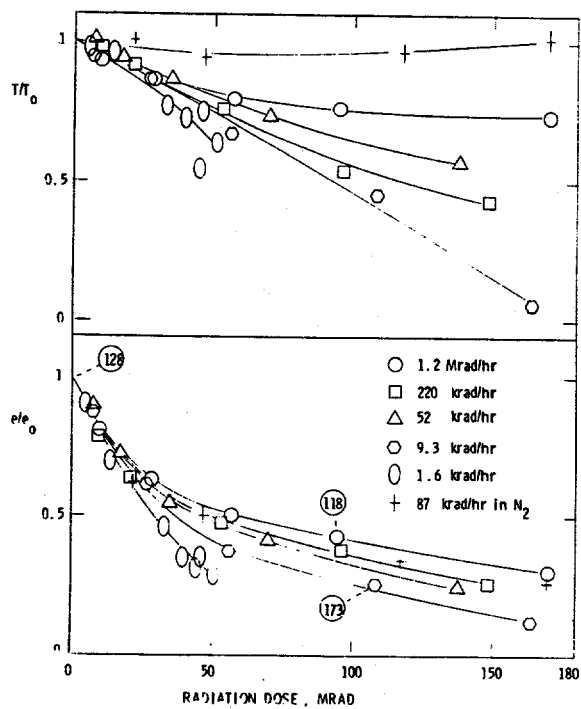 1
T/T₀
0.5
0
128
1
e/e₀
○ 1.2 Mrad/hr
□ 220 krad/hr
△ 52 krad/hr
⬡ 9.3 krad/hr
⬯ 1.6 krad/hr
+ 87 krad/hr in N₂
118
0.5
173
0
0 50 100 150 180
RADIATION DOSE, MRAD